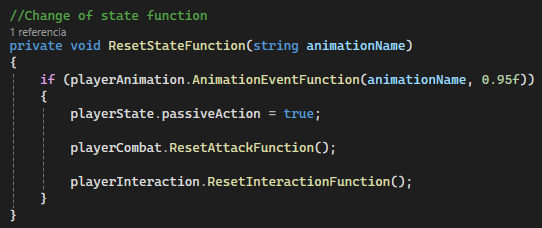 //Change of state function
1 referencia
private void ResetStateFunction(string animationName)
{
if (playerAnimation.AnimationEventFunction(animationName, 0.95f))
{
playerState.passiveAction = true;
playerCombat.ResetAttackFunction();
playerInteraction.ResetInteractionFunction();
}
}